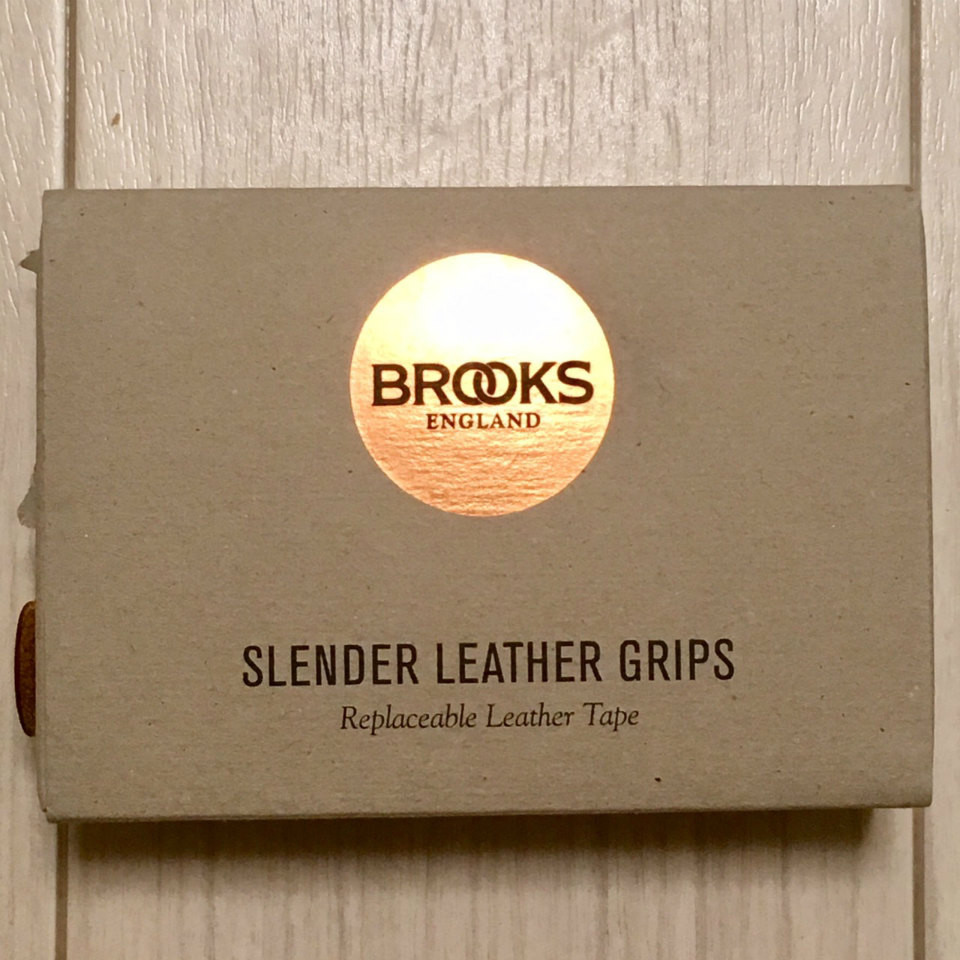 BROOKS
ENGLAND
SLENDER LEATHER GRIPS
Replaceable Leather Tape